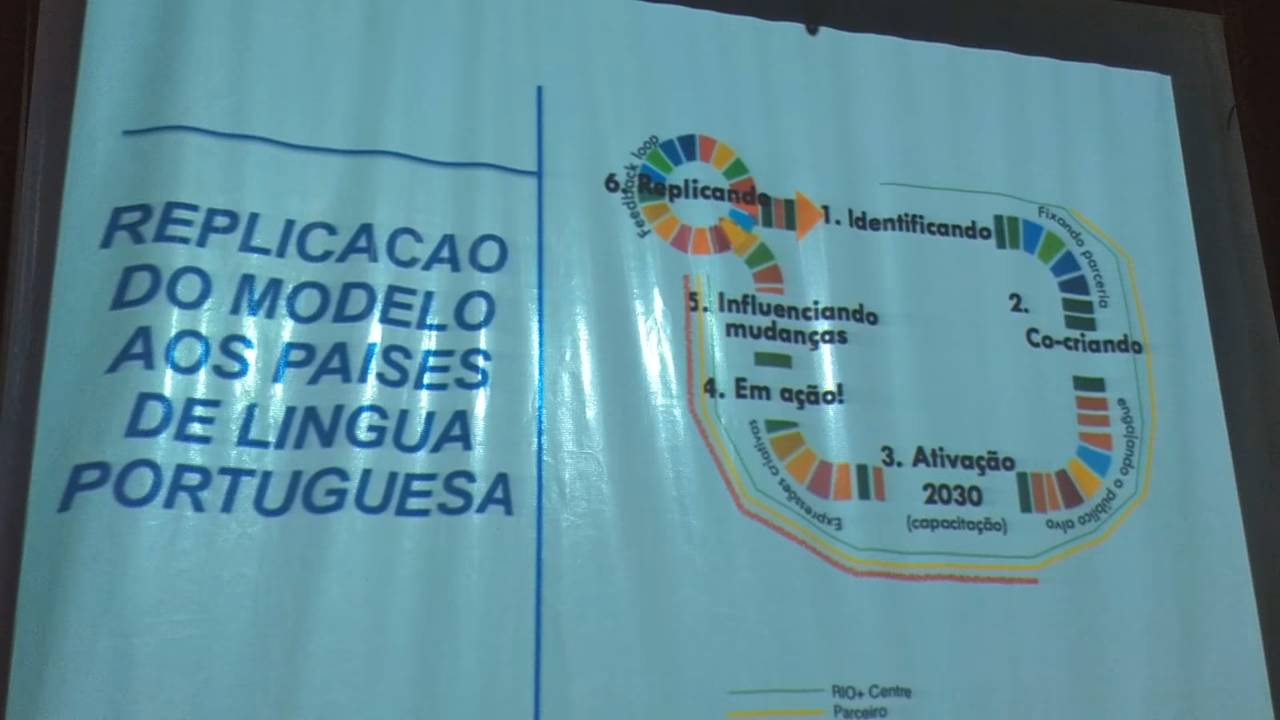 REPLICACAO
DO MODELO
AOS PAISES
DE LINGUA
PORTUGUESA
Feedback loop
6. Replicando
1. Identificando
Fixando parceria
2.
Co-criando
engajando o público alvo
3. Ativação
2030
(capacitação)
Expressões criativas
4. Em ação!
5. Influenciando
mudanças
RIO+ Centre
Parceiro